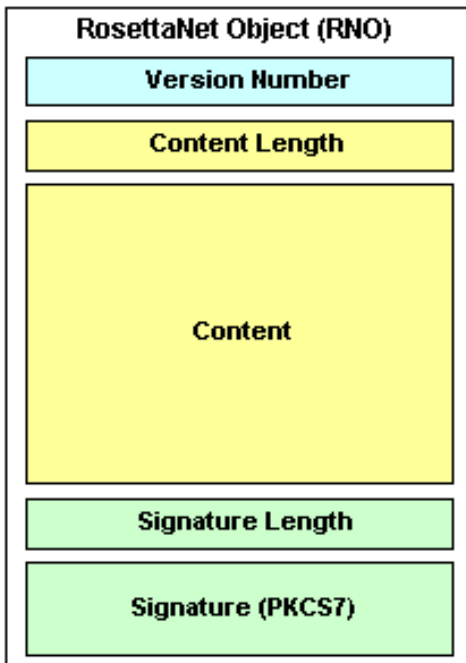 RosettaNet Object (RNO)
Version Number
Content Length
Content
Signature Length
Signature (PKCS7)